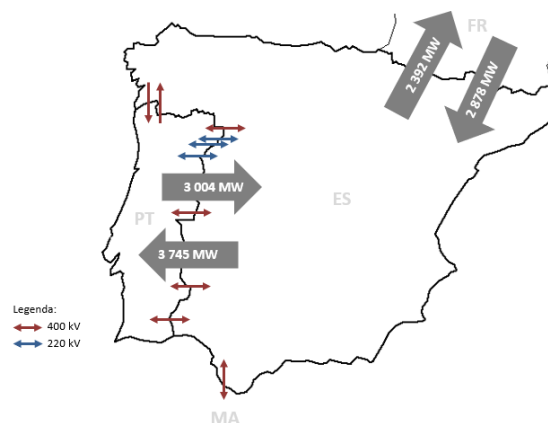 FR
2 392 MW
2 878 MW
3 004 MW
PT
ES
3 745 MW
Legenda:
400 kV
220 kV
MA